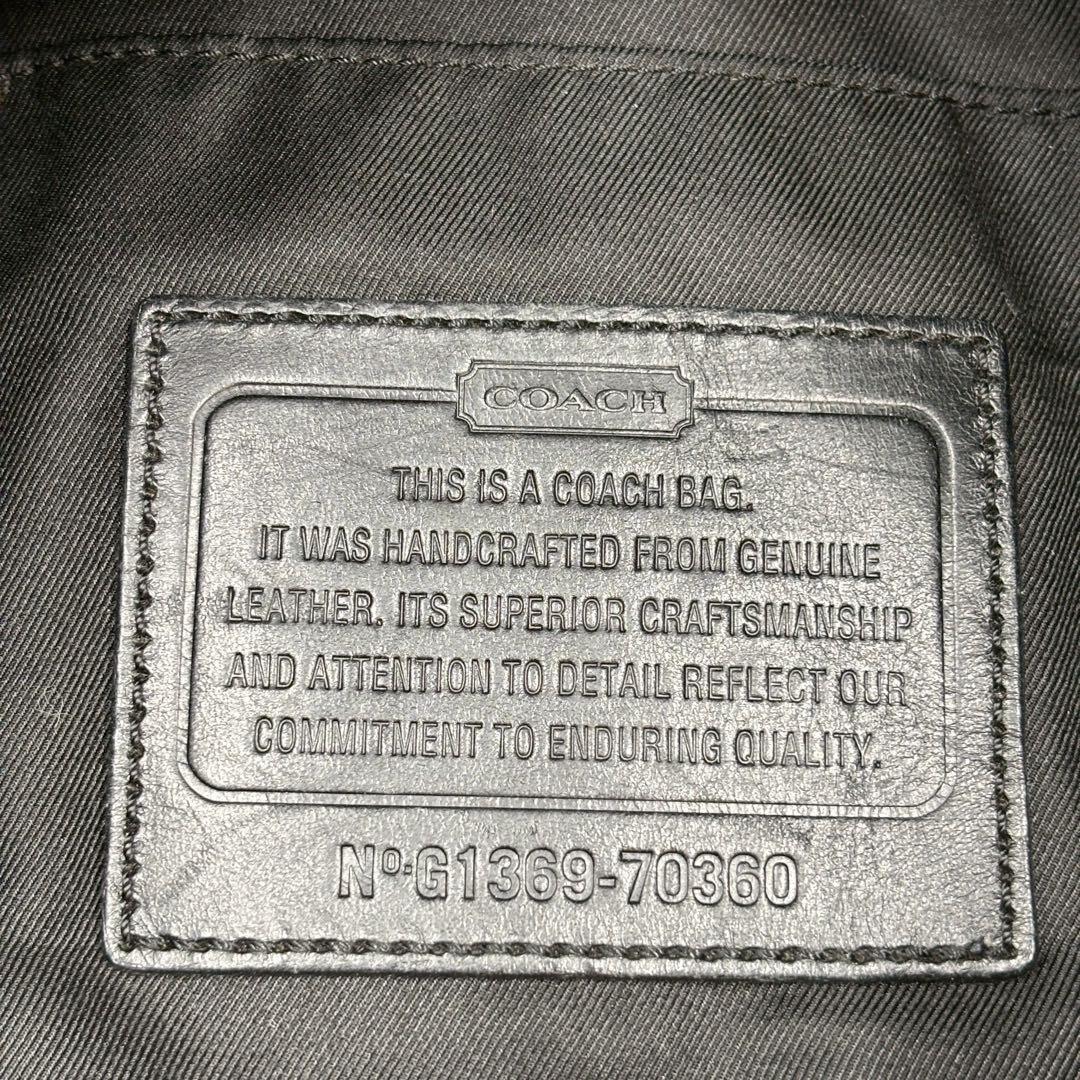 COACH
THIS IS A COACH BAG.
IT WAS HANDCRAFTED FROM GENUINE
LEATHER. ITS SUPERIOR CRAFTSMANSHIP
AND ATTENTION TO DETAIL REFLECT OUR
COMMITMENT TO ENDURING QUALITY.
No.G1369-70360